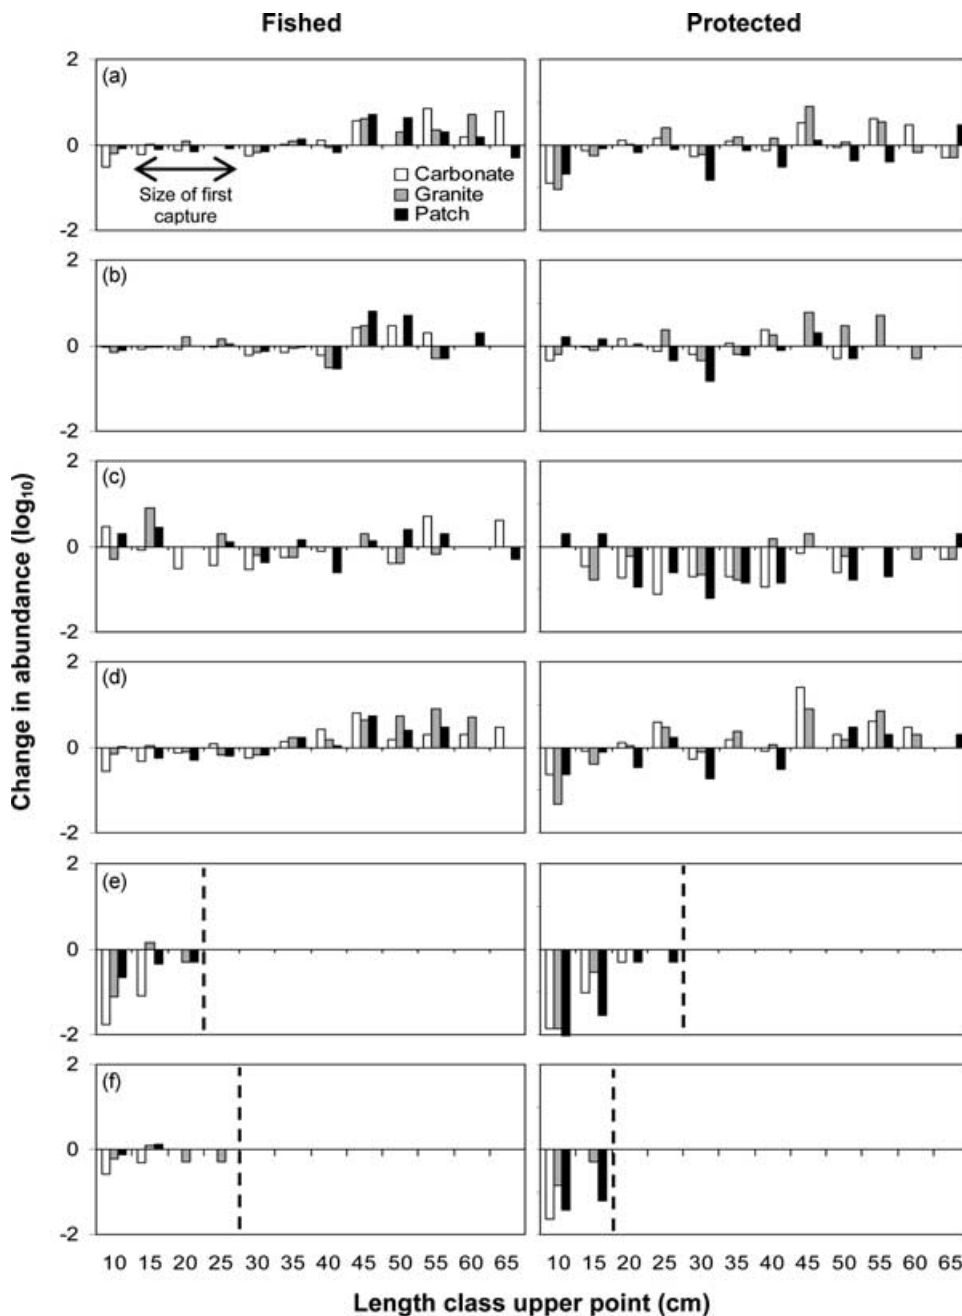 Fished Protected
2 (a)
0
Size of first
capture
Carbonate
Granite
Patch
-2
2 (b)
0
-2
2 (c)
0
-2
2 (d)
0
-2
2 (e)
0
-2
2 (f)
0
-2
Change in abundance (log₁₀)
10 15 20 25 30 35 40 45 50 55 60 65 10 15 20 25 30 35 40 45 50 55 60 65
Length class upper point (cm)